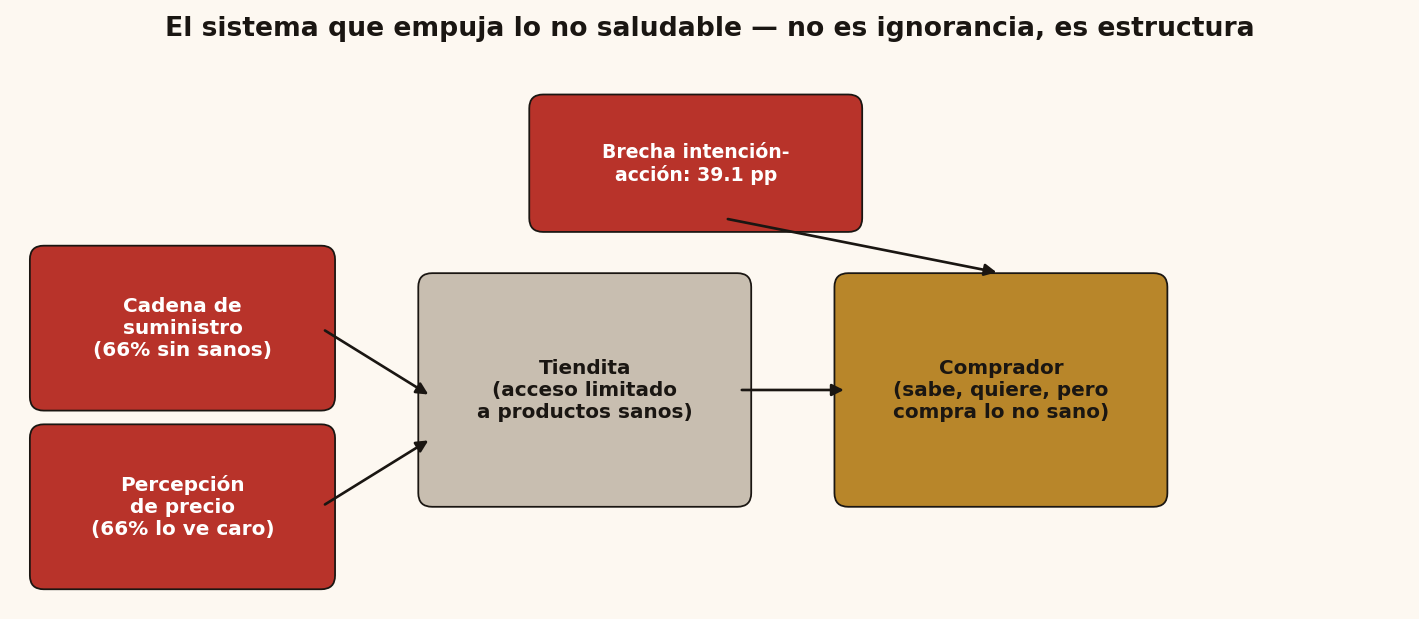 El sistema que empuja lo no saludable — no es ignorancia, es estructura
Brecha intención-
acción: 39.1 pp
Cadena de
suministro
(66% sin sanos)
Tiendita
(acceso limitado
a productos sanos)
Comprador
(sabe, quiere, pero
compra lo no sano)
Percepción
de precio
(66% lo ve caro)